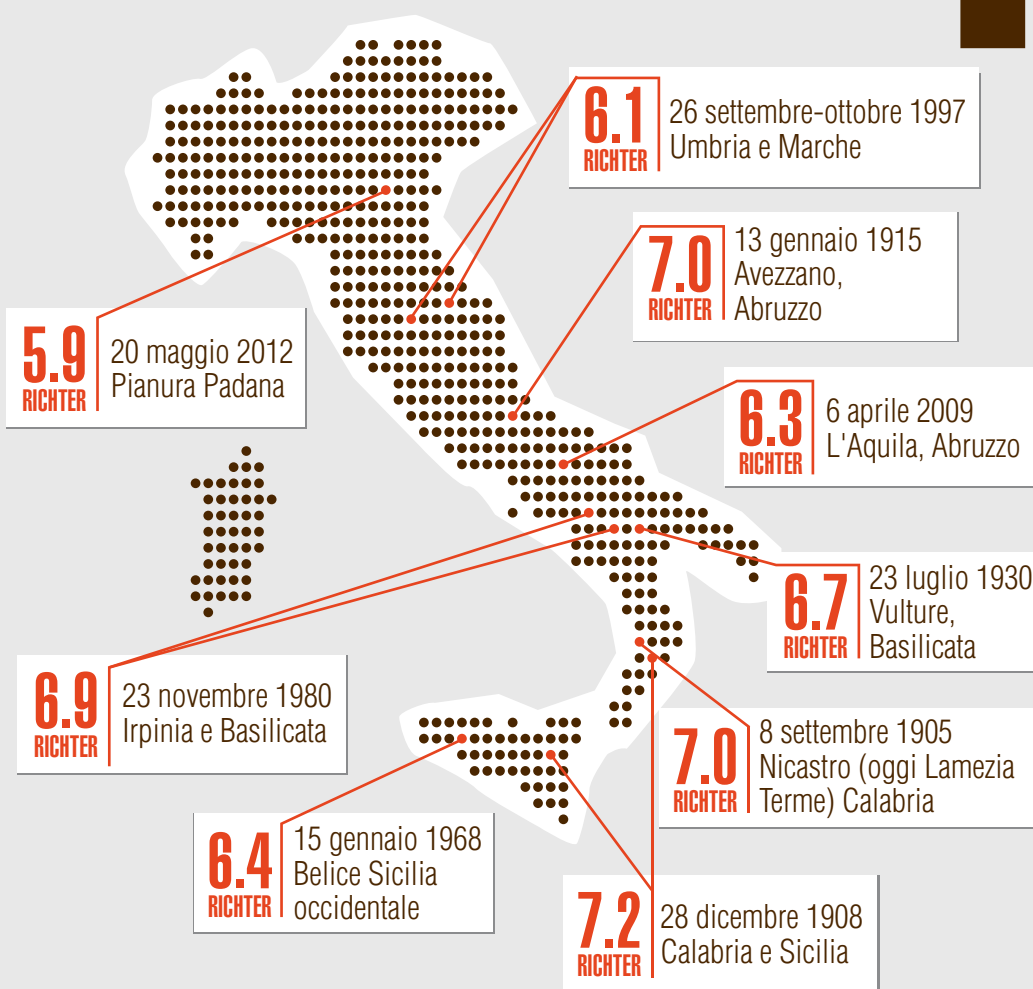 6.1
RICHTER
26 settembre-ottobre 1997
Umbria e Marche
7.0
RICHTER
13 gennaio 1915
Avezzano,
Abruzzo
5.9
RICHTER
20 maggio 2012
Pianura Padana
6.3
RICHTER
6 aprile 2009
L'Aquila, Abruzzo
6.7
RICHTER
23 luglio 1930
Vulture,
Basilicata
6.9
RICHTER
23 novembre 1980
Irpinia e Basilicata
7.0
RICHTER
8 settembre 1905
Nicastro (oggi Lamezia
Terme) Calabria
6.4
RICHTER
15 gennaio 1968
Belice Sicilia
occidentale
7.2
RICHTER
28 dicembre 1908
Calabria e Sicilia